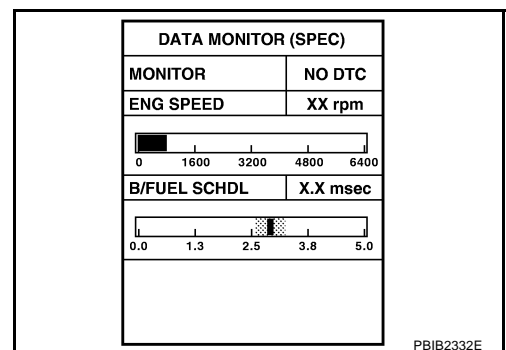 DATA MONITOR (SPEC)
MONITOR NO DTC
ENG SPEED XX rpm
0 1600 3200 4800 6400
B/FUEL SCHDL X.X msec
0.0 1.3 2.5 3.8 5.0
PBIB2332E